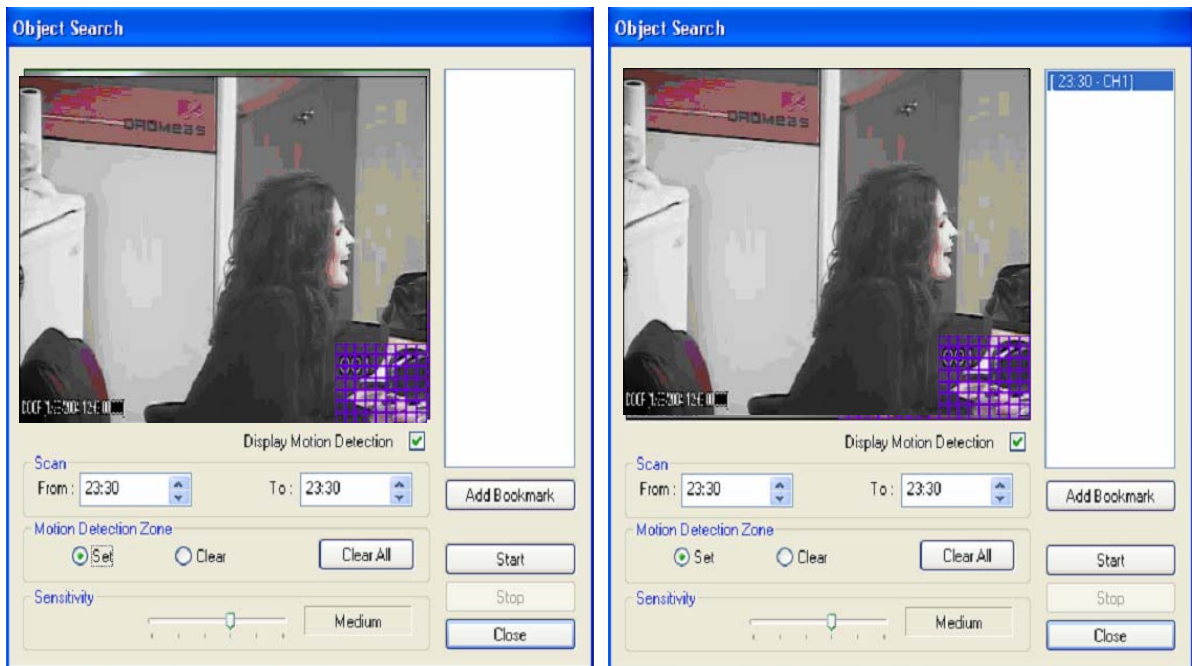 Object Search
Display Motion Detection
Scan
From : 23:30 To : 23:30
Add Bookmark
Motion Detection Zone
Set Clear Clear All
Start
Sensitivity
Medium
Stop
Close
Object Search
[ 23:30 - CH1]
Display Motion Detection
Scan
From : 23:30 To : 23:30
Add Bookmark
Motion Detection Zone
Set Clear Clear All
Start
Sensitivity
Medium
Stop
Close